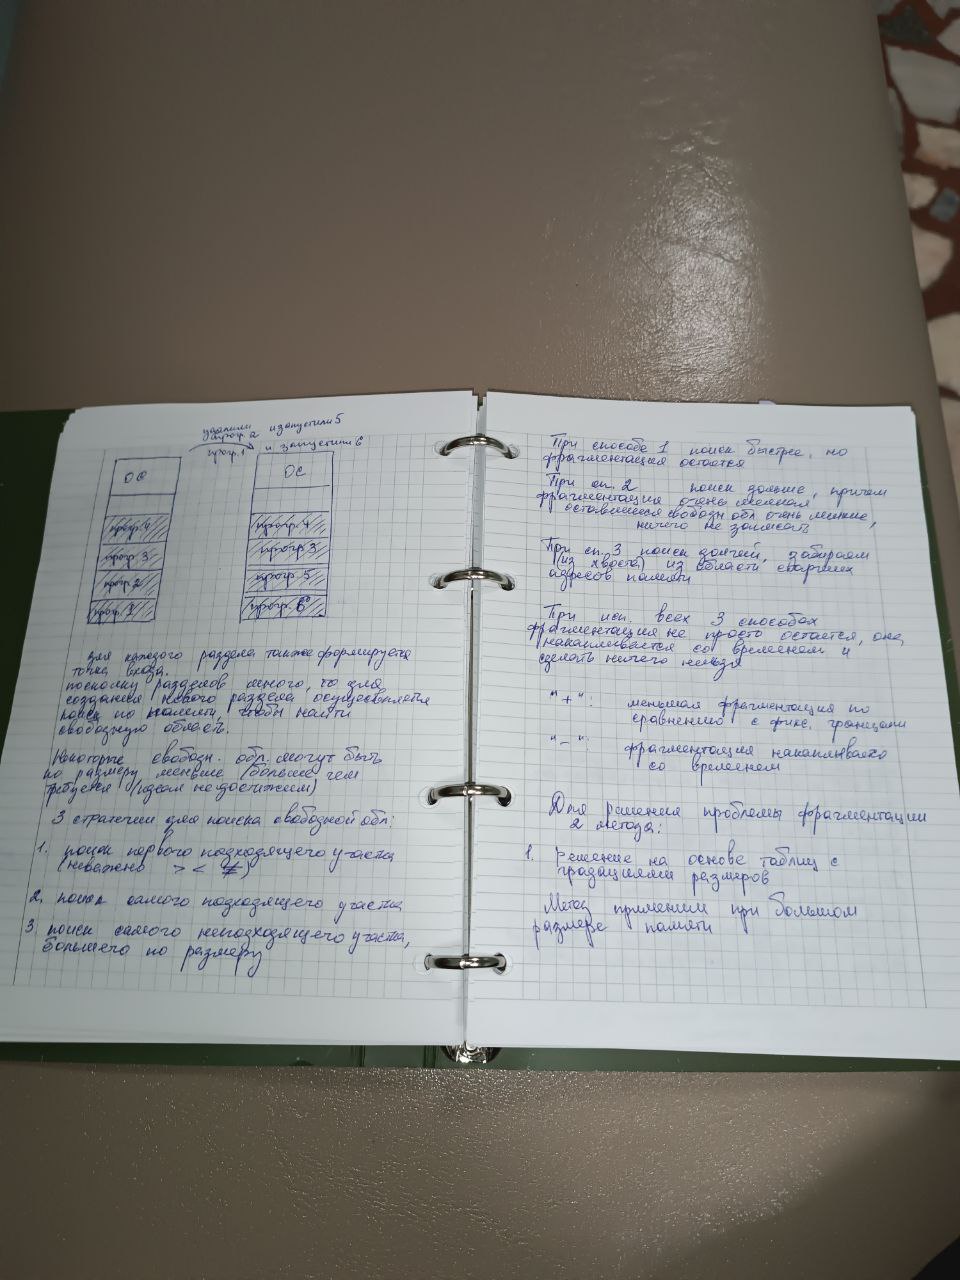 удалили прогр. 2 и запустили 5
прогр. 1 и запустили 6
ОС
прогр. 4
прогр. 3
прогр. 2
прогр. 1
ОС
прогр. 4
прогр. 3
прогр. 5
прогр. 6
Для каждого раздела также формируется
точка входа.
поскольку разделов много, то для
создания нового раздела осуществляется
поиск по памяти, чтобы найти
свободную область.
Некоторые свободн. обл. могут быть
по размеру меньше/больше чем
требуется (идеал недостижим)
3 стратегии для поиска свободной обл:
1. поиск первого подходящего участка
(неважно > < ≠)
2. поиск самого подходящего участка
3. поиск самого неподходящего участка,
большего по размеру
При способе 1 поиск быстрее, но
фрагментация остается
При сп. 2 поиск дольше, причем
фрагментация очень мелкая
оставшиеся свободн обл очень мелкие,
ничего не записать
При сп. 3 поиск долгий, забираем
(из хвоста) из области старших
адресов памяти
При исп. всех 3 способах
фрагментация не просто остается, она
накапливается со временем и
сделать ничего нельзя
"+": меньшая фрагментация по
сравнению с фикс. границами
"-": фрагментация накапливается
со временем
Для решения проблемы фрагментации
2 метода:
1. Решение на основе таблиц с
градациями размеров
Метод применим при большом
размере памяти